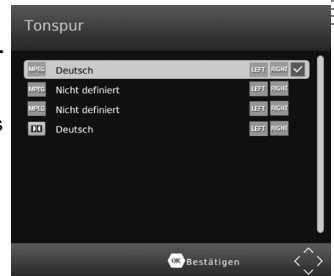 Tonspur
MPEG Deutsch LEFT RIGHT
MPEG Nicht definiert LEFT RIGHT
MPEG Nicht definiert LEFT RIGHT
Deutsch LEFT RIGHT
OK Bestätigen